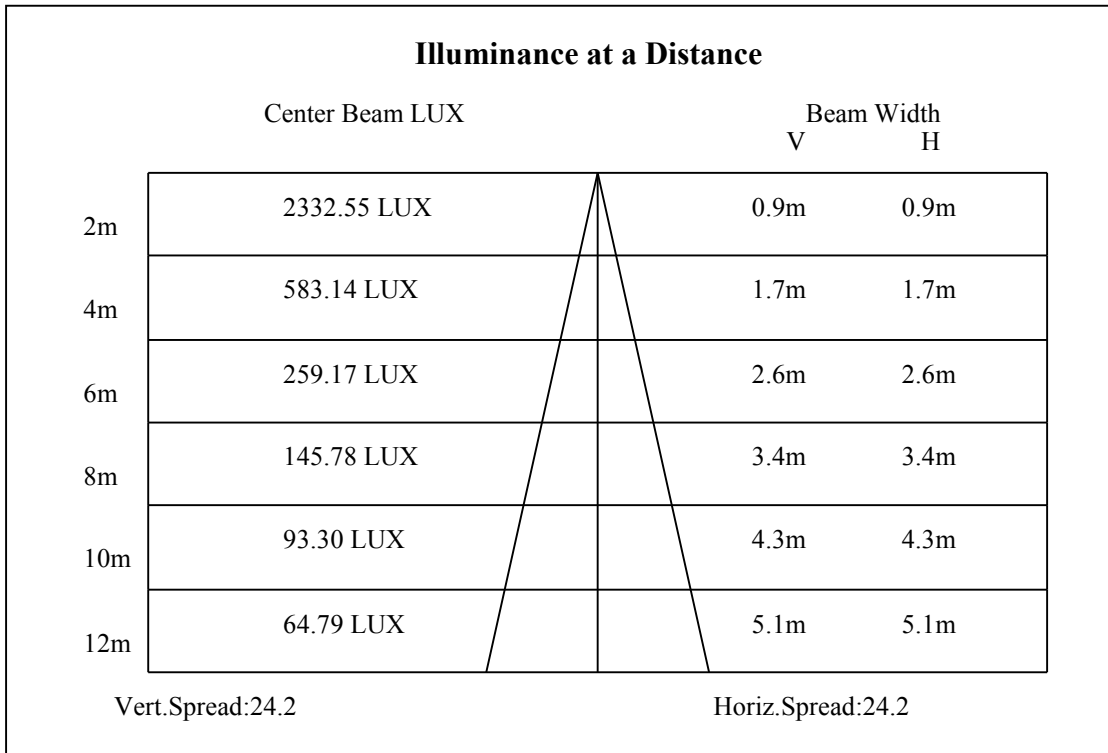 Illuminance at a Distance
Center Beam LUX Beam Width
V H
2m 2332.55 LUX 0.9m 0.9m
4m 583.14 LUX 1.7m 1.7m
6m 259.17 LUX 2.6m 2.6m
8m 145.78 LUX 3.4m 3.4m
10m 93.30 LUX 4.3m 4.3m
12m 64.79 LUX 5.1m 5.1m
Vert.Spread:24.2 Horiz.Spread:24.2